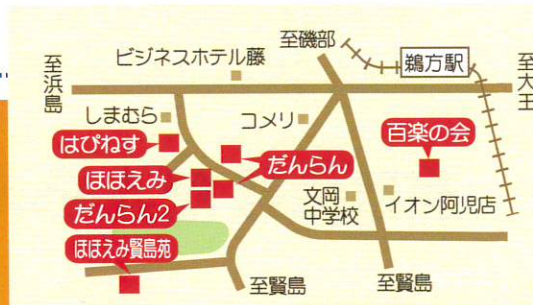 至磯部
鵜方駅
至浜島
ビジネスホテル藤
至大王
しまむら
コメリ
はぴねす
百楽の会
ほほえみ
だんらん
だんらん2
文岡
中学校
イオン阿児店
ほほえみ賢島苑
至賢島
至賢島